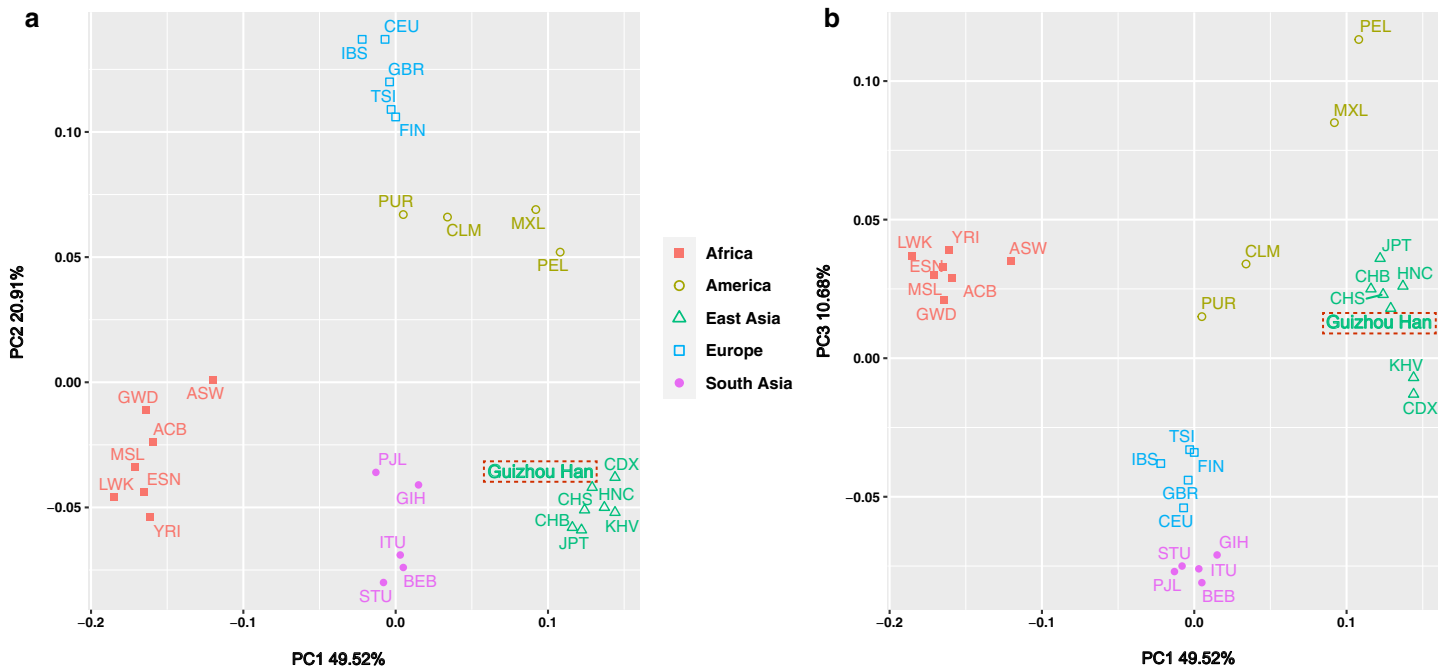 a
CEU
IBS
GBR
TSI
FIN
PUR
CLM
MXL
PEL
ASW
GWD
ACB
MSL
ESN
LWK
YRI
PJL
GIH
ITU
BEB
STU
Guizhou Han
CDX
CHS
HNC
CHB
KHV
JPT
0.10
0.05
0.00
−0.05
−0.2
−0.1
0.0
0.1
PC2 20.91%
PC1 49.52%
Africa
America
East Asia
Europe
South Asia
b
PEL
MXL
LWK
YRI
ASW
ESN
MSL
ACB
GWD
CLM
PUR
JPT
CHB
HNC
CHS
Guizhou Han
KHV
CDX
TSI
IBS
FIN
GBR
CEU
STU
GIH
PJL
ITU
BEB
0.10
0.05
0.00
−0.05
−0.2
−0.1
0.0
0.1
PC3 10.68%
PC1 49.52%